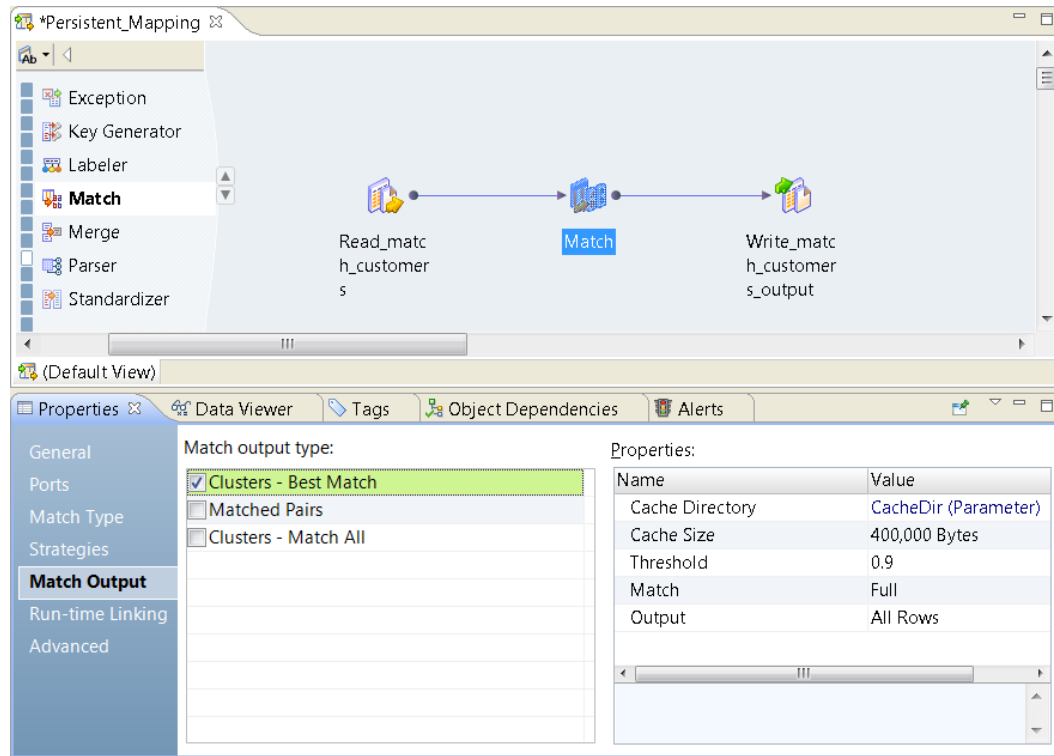 *Persistent_Mapping
Ab
Exception
Key Generator
Labeler
Match
Merge
Parser
Standardizer
Read_matc
h_customer
s
Match
Write_matc
h_customer
s_output
(Default View)
Properties
Data Viewer
Tags
Object Dependencies
Alerts
General
Ports
Match Type
Strategies
Match Output
Run-time Linking
Advanced
Match output type:
Clusters - Best Match
Matched Pairs
Clusters - Match All
Properties:
Name Value
Cache Directory CacheDir (Parameter)
Cache Size 400,000 Bytes
Threshold 0.9
Match Full
Output All Rows